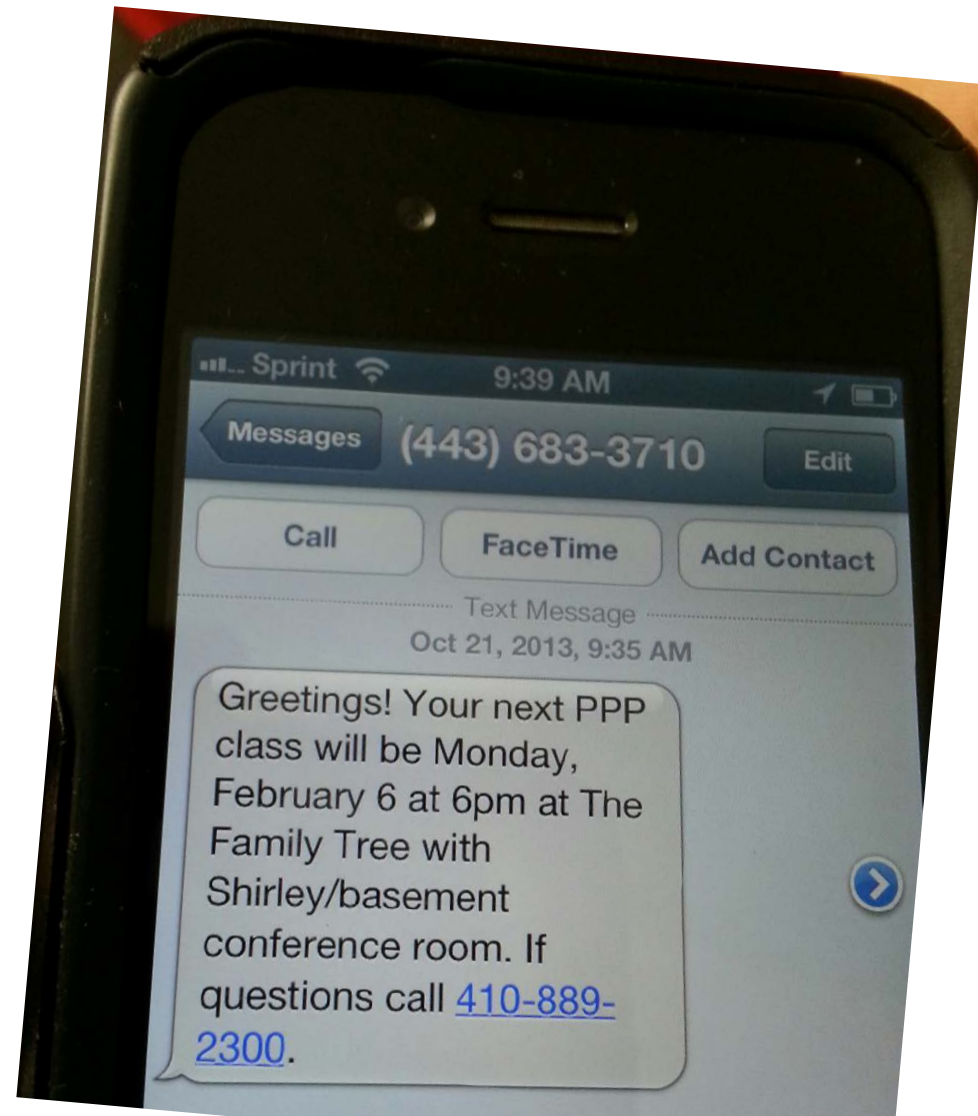 Sprint 9:39 AM
Messages (443) 683-3710 Edit
Call FaceTime Add Contact
Text Message
Oct 21, 2013, 9:35 AM
Greetings! Your next PPP
class will be Monday,
February 6 at 6pm at The
Family Tree with
Shirley/basement
conference room. If
questions call 410-889-
2300.